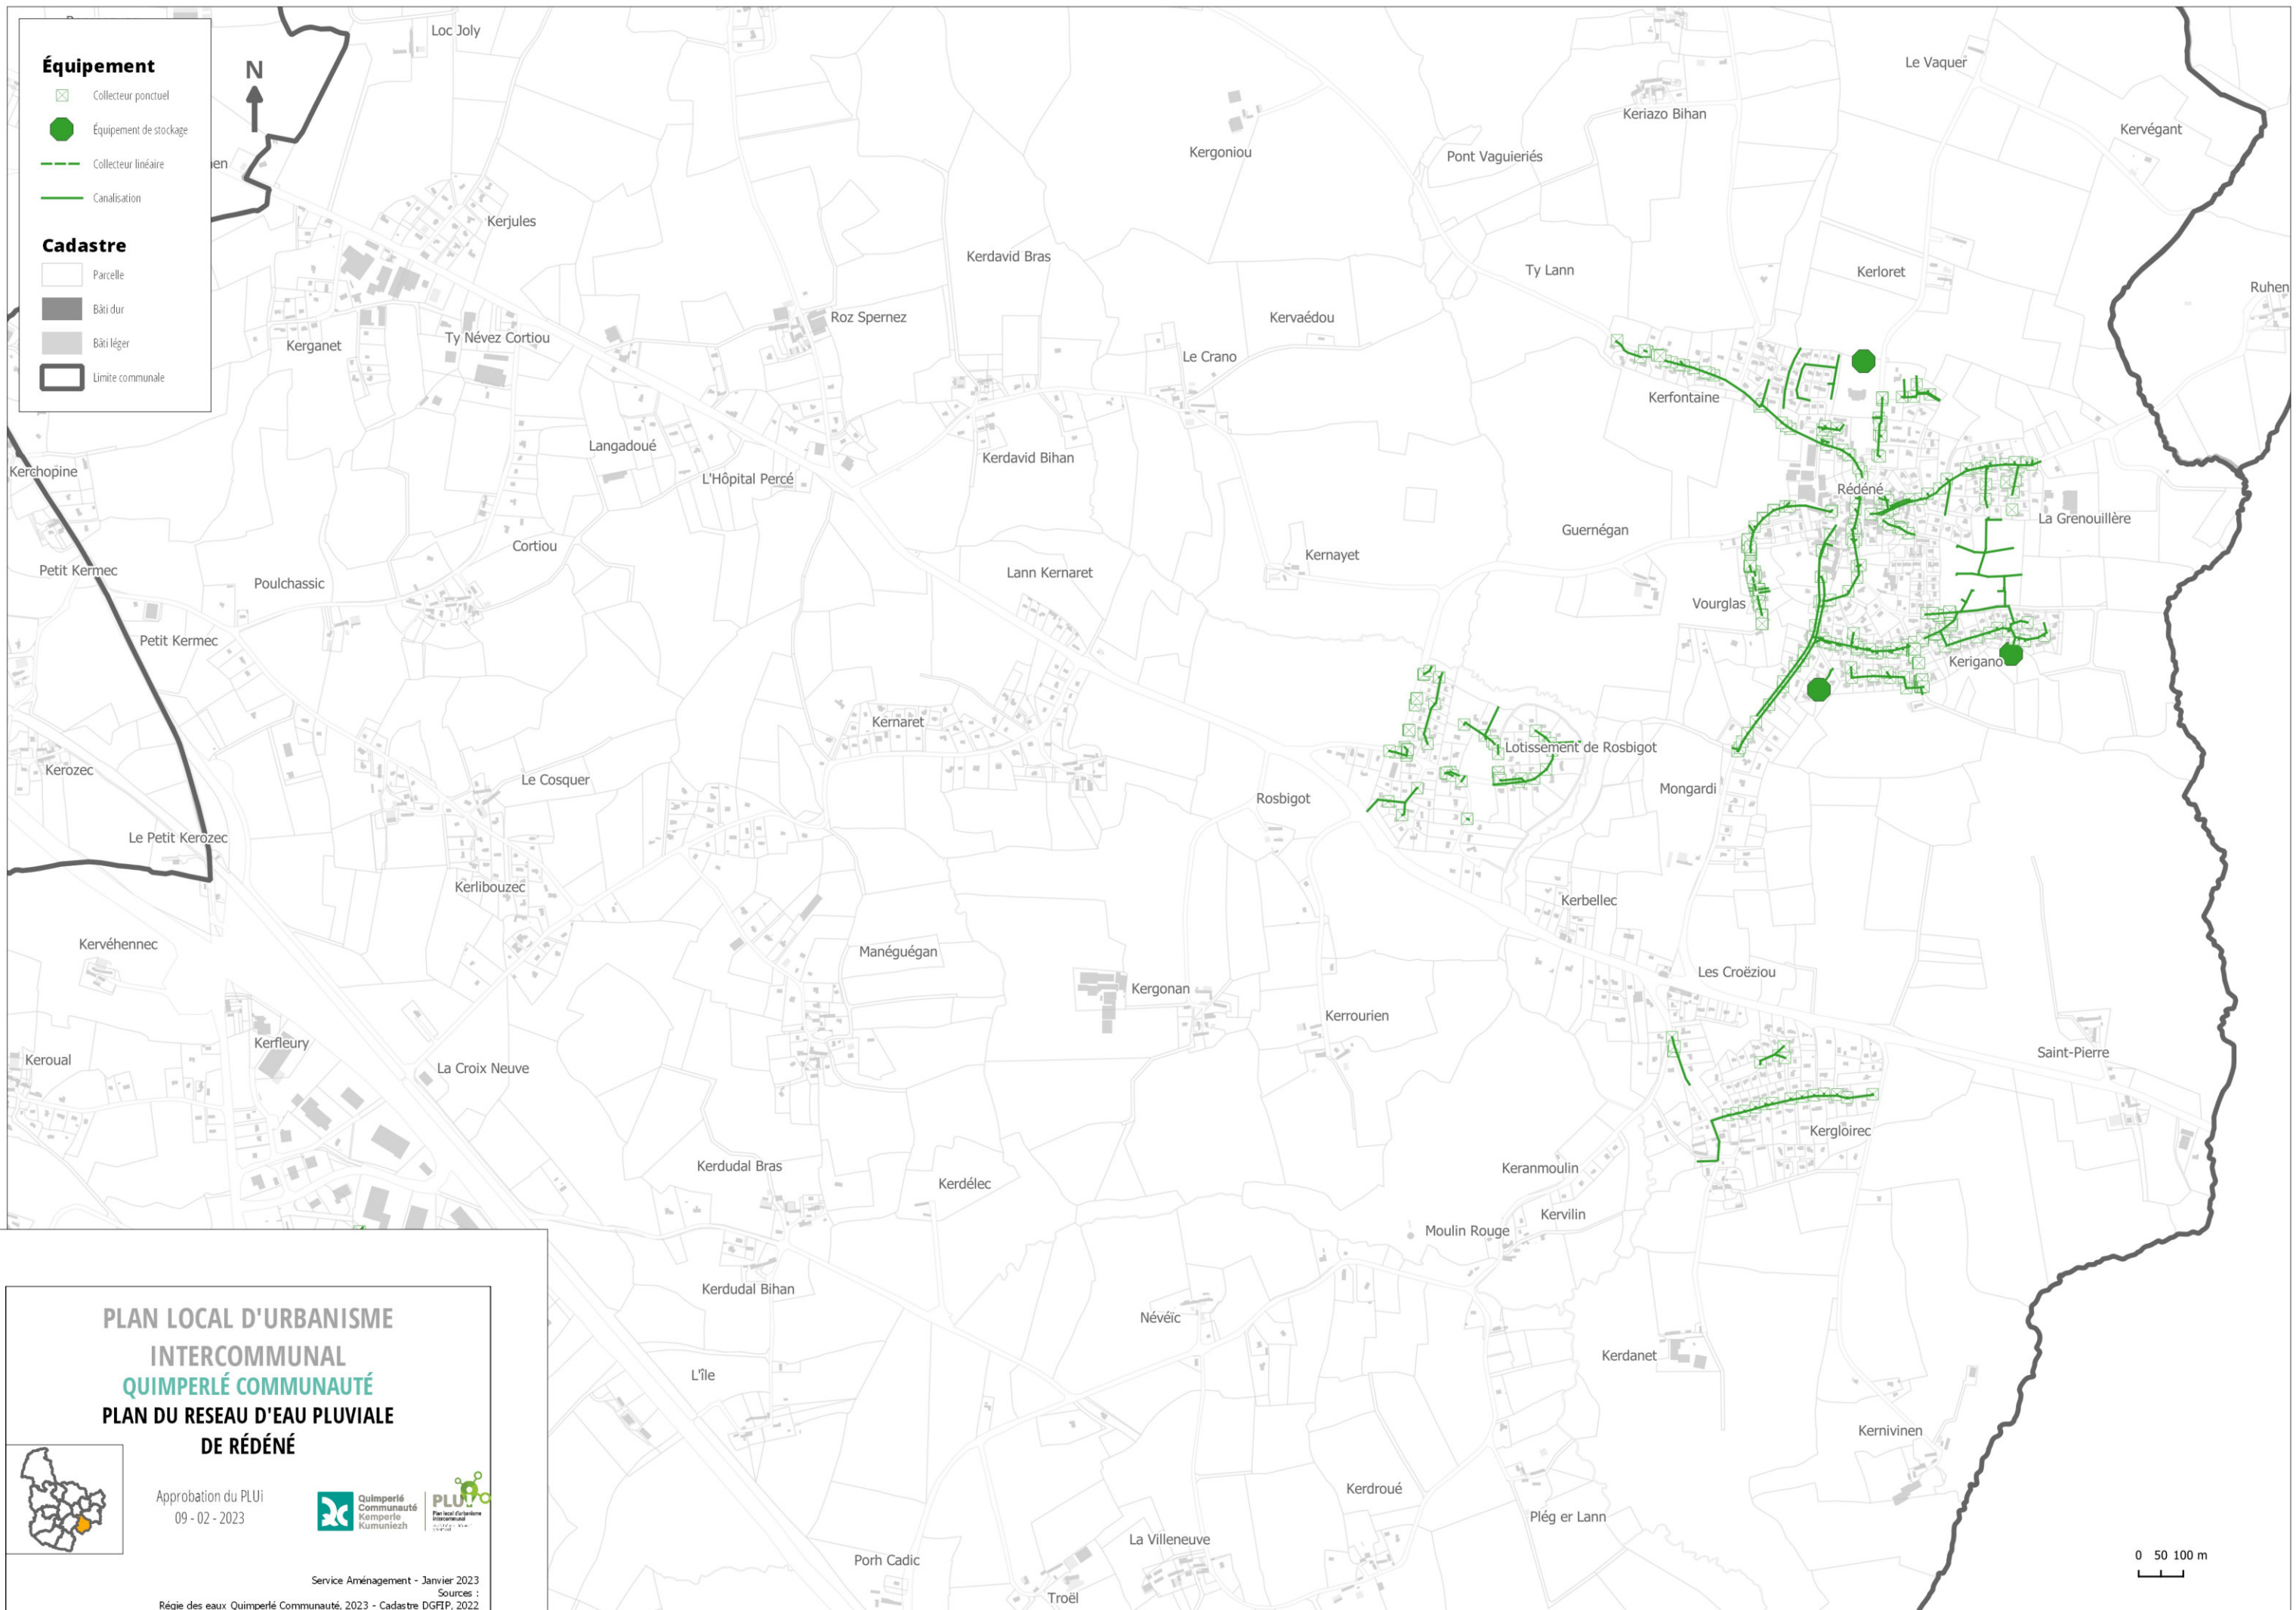 Équipement
Collecteur ponctuel
Équipement de stockage
Collecteur linéaire
Canalisation
Cadastre
Parcelle
Bâti dur
Bâti léger
Limite communale
N
Loc Joly
Le Vaquer
Keriazo Bihan
Kervégant
Kergoniou
Pont Vaguieriés
Kerjules
Kerdavid Bras
Ty Lann
Kerloret
Ruhen
Roz Spernez
Kervaédou
Kerganet
Ty Névez Cortiou
Le Crano
Kerfontaine
Langadoué
Kerdavid Bihan
Kerchopine
L'Hôpital Percé
Rédéné
La Grenouillère
Guernégan
Cortiou
Kernayet
Petit Kermec
Lann Kernaret
Poulchassic
Vourglas
Petit Kermec
Kerigano
Kernaret
Lotissement de Rosbigot
Kerozec
Le Cosquer
Mongardi
Rosbigot
Le Petit Kerozec
Kerlibouzec
Kerbellec
Kervéhennec
Manéguégan
Les Croëziou
Kergonan
Kerrourien
Kerfleury
Saint-Pierre
Keroual
La Croix Neuve
Kergloirec
Kerdudal Bras
Keranmoulin
Kerdélec
Kervilin
Moulin Rouge
Kerdudal Bihan
Névéïc
Kerdanet
L'île
Kernivinen
Kerdroué
Plég er Lann
La Villeneuve
Porh Cadic
Troël
PLAN LOCAL D'URBANISME
INTERCOMMUNAL
QUIMPERLÉ COMMUNAUTÉ
PLAN DU RESEAU D'EAU PLUVIALE
DE RÉDÉNÉ
Approbation du PLUi
09 - 02 - 2023
Quimperlé
Communauté
Kemperle
Kumuniezh
PLUi
Plan local d'urbanisme
intercommunal
Service Aménagement - Janvier 2023
Sources :
Régie des eaux Quimperlé Communauté, 2023 - Cadastre DGFIP, 2022
0 50 100 m